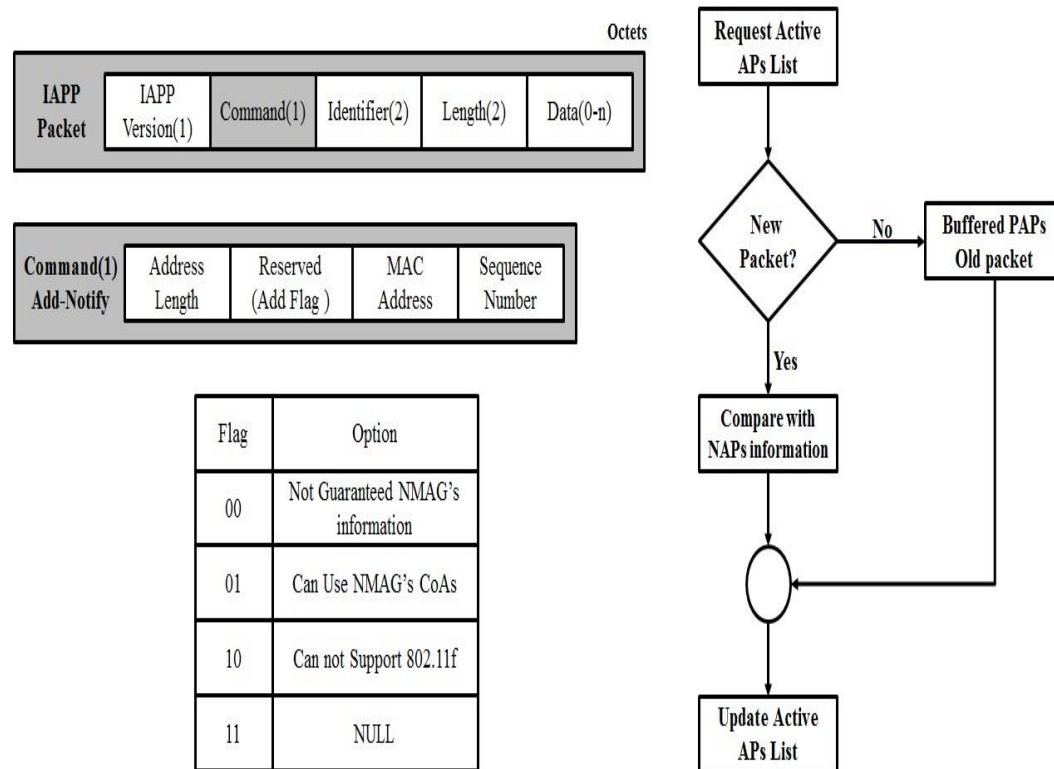 Octets
IAPP
Packet
IAPP
Version(1)
Command(1)
Identifier(2)
Length(2)
Data(0-n)
Command(1)
Add-Notify
Address
Length
Reserved
(Add Flag )
MAC
Address
Sequence
Number
Flag
Option
00
Not Guaranteed NMAG's
information
01
Can Use NMAG's CoAs
10
Can not Support 802.11f
11
NULL
Request Active
APs List
New
Packet?
No
Buffered PAPs
Old packet
Yes
Compare with
NAPs information
Update Active
APs List